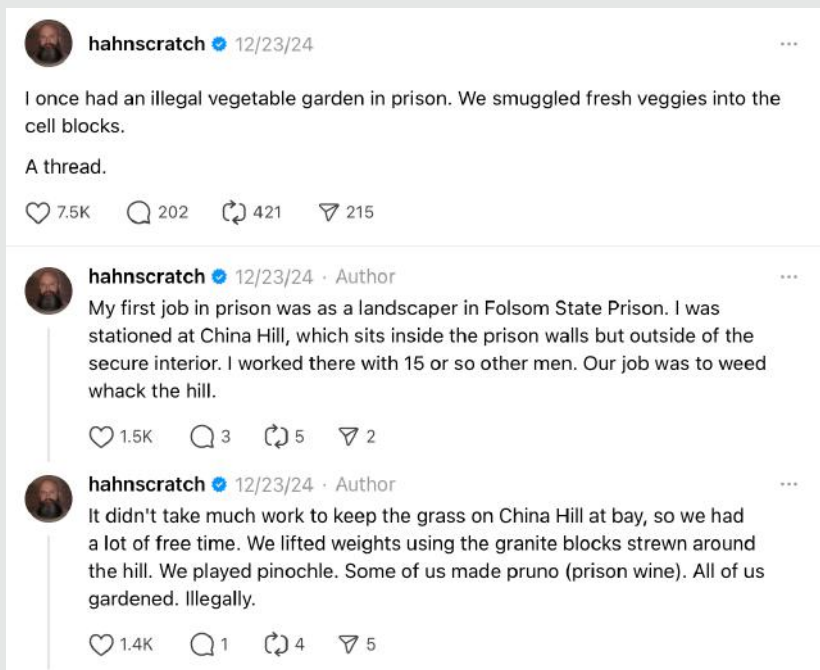 hahnscratch 12/23/24
I once had an illegal vegetable garden in prison. We smuggled fresh veggies into the
cell blocks.
A thread.
7.5K 202 421 215
hahnscratch 12/23/24 · Author
My first job in prison was as a landscaper in Folsom State Prison. I was
stationed at China Hill, which sits inside the prison walls but outside of the
secure interior. I worked there with 15 or so other men. Our job was to weed
whack the hill.
1.5K 3 5 2
hahnscratch 12/23/24 · Author
It didn't take much work to keep the grass on China Hill at bay, so we had
a lot of free time. We lifted weights using the granite blocks strewn around
the hill. We played pinochle. Some of us made pruno (prison wine). All of us
gardened. Illegally.
1.4K 1 4 5